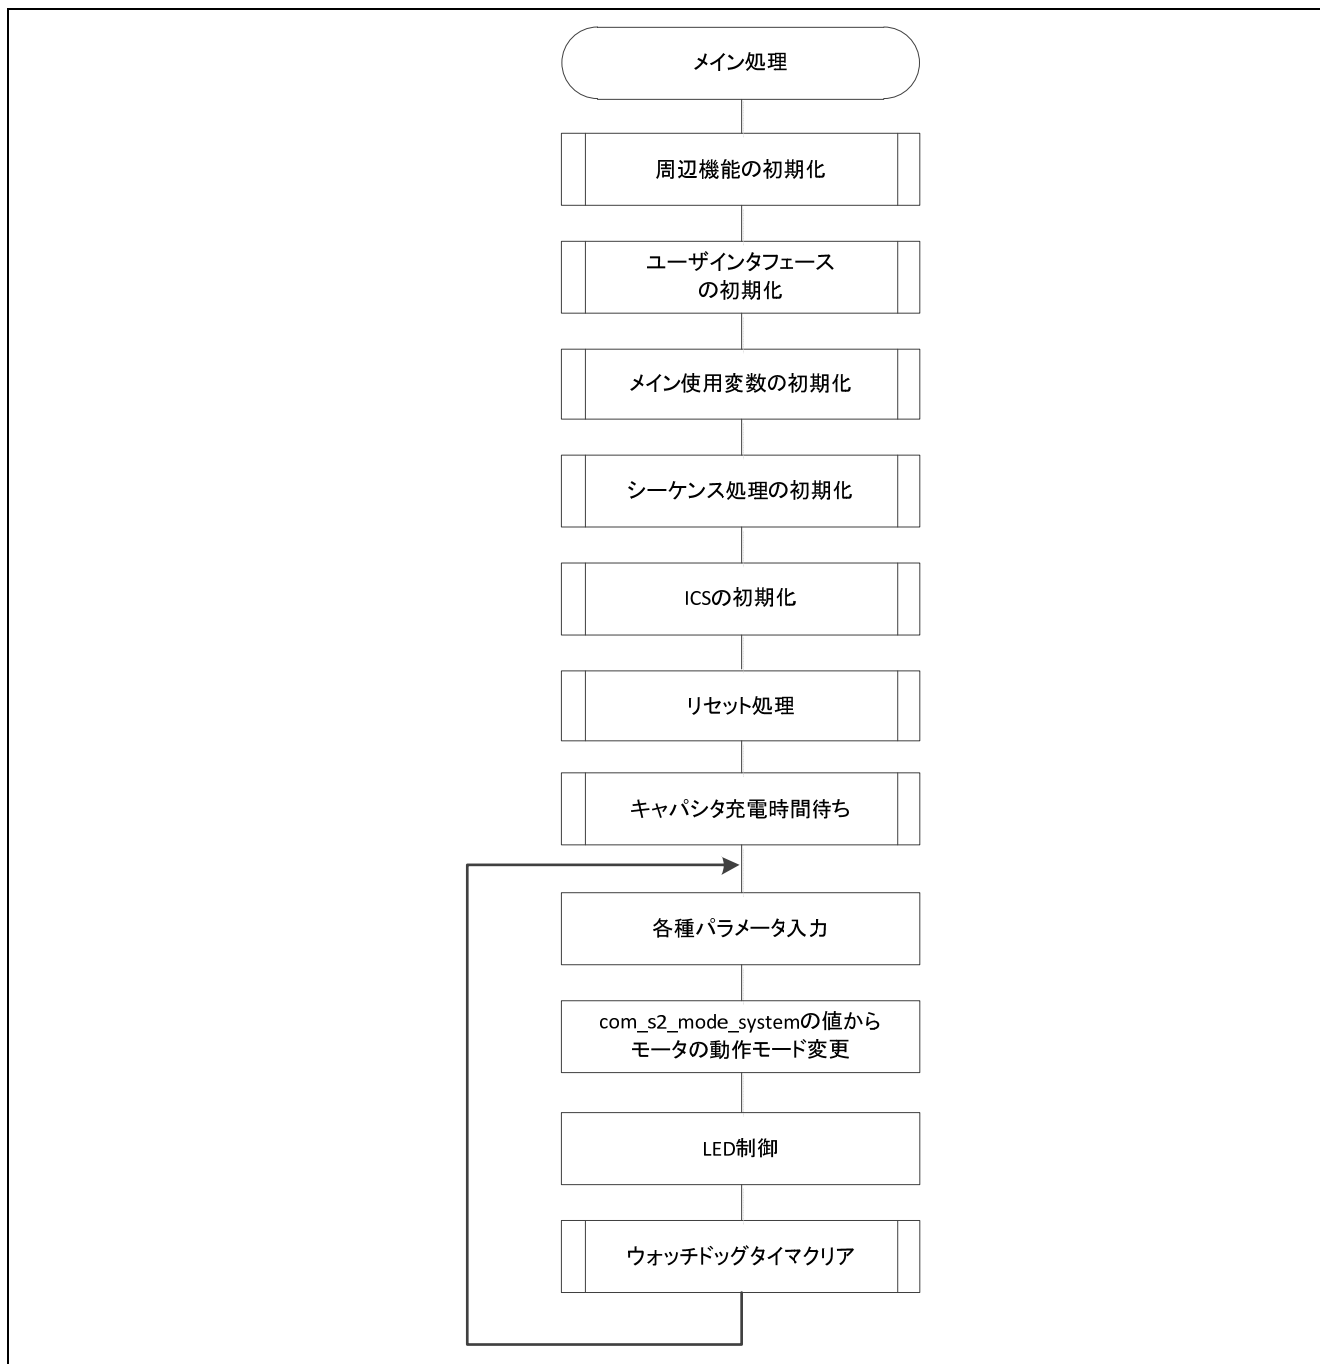 メイン処理
周辺機能の初期化
ユーザインタフェース
の初期化
メイン使用変数の初期化
シーケンス処理の初期化
ICSの初期化
リセット処理
キャパシタ充電時間待ち
各種パラメータ入力
com_s2_mode_systemの値から
モータの動作モード変更
LED制御
ウォッチドッグタイマクリア